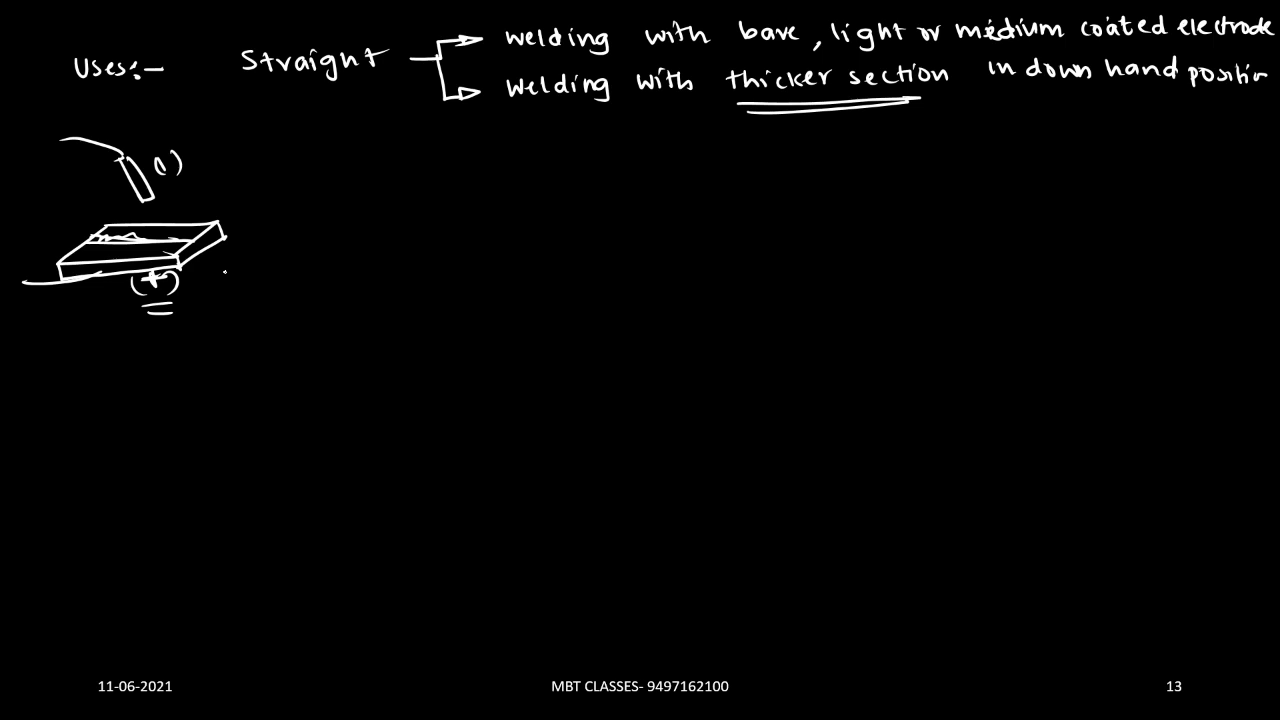 Uses:- Straight → welding with bare, light or medium coated electrode
→ welding with thicker section in down hand position
(1)
(+)
11-06-2021 MBT CLASSES- 9497162100 13